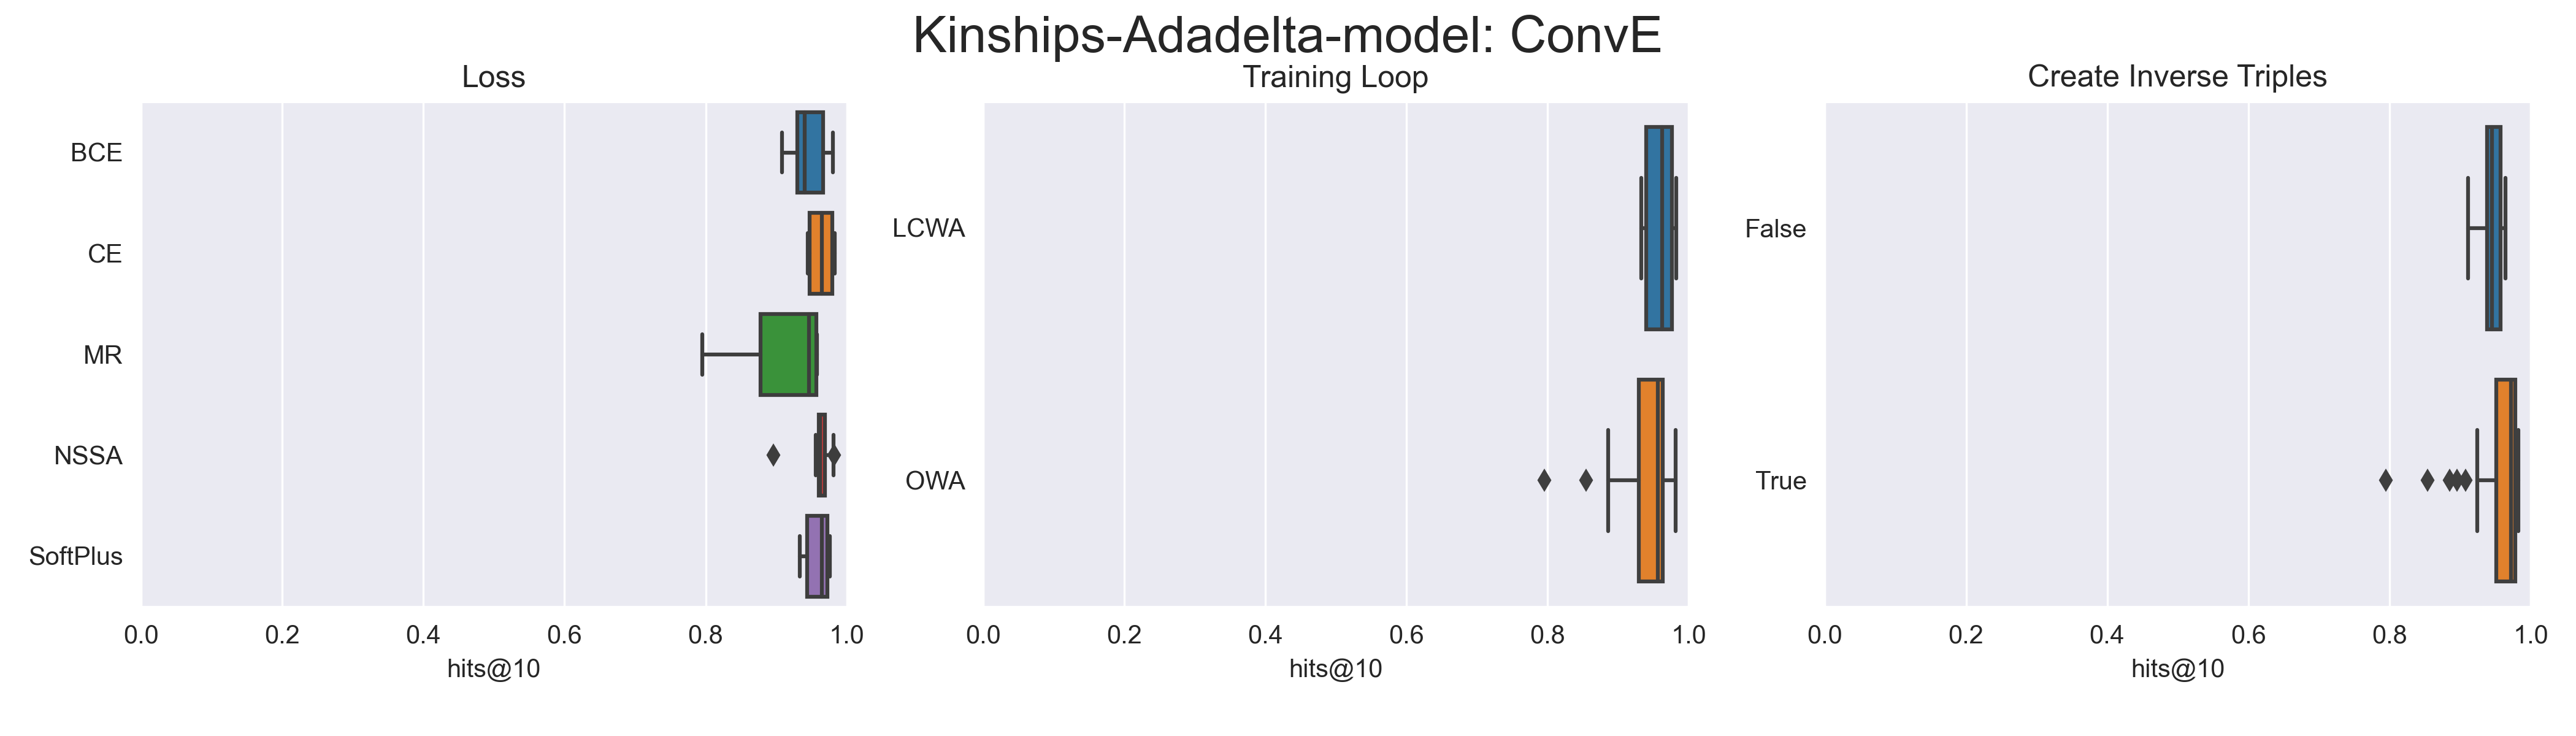 Kinships-Adadelta-model: ConvE
Loss
BCE
CE
MR
NSSA
SoftPlus
0.0 0.2 0.4 0.6 0.8 1.0
hits@10
Training Loop
LCWA
OWA
0.0 0.2 0.4 0.6 0.8 1.0
hits@10
Create Inverse Triples
False
True
0.0 0.2 0.4 0.6 0.8 1.0
hits@10